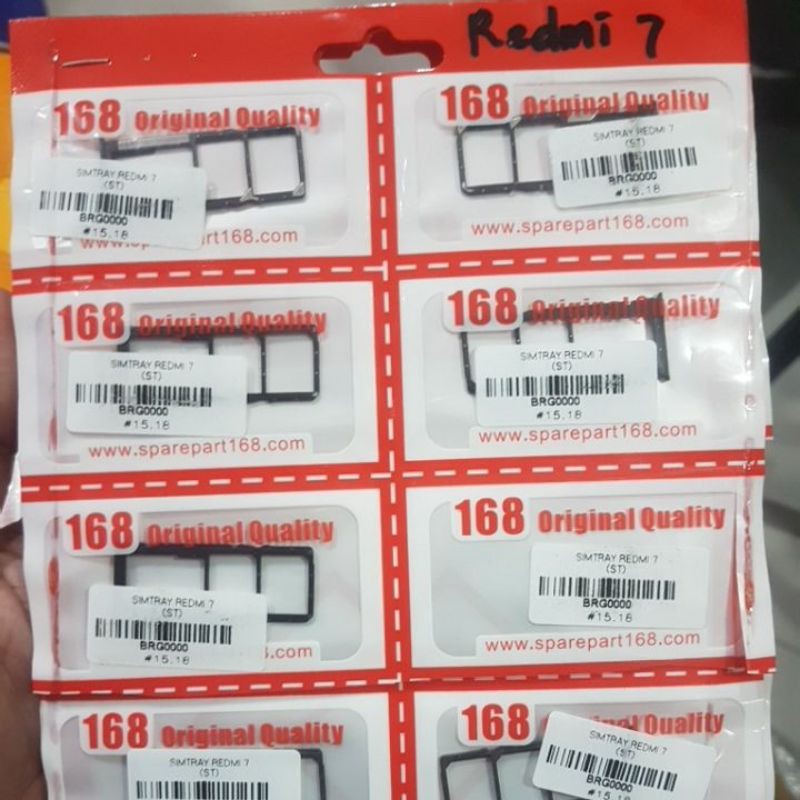 Redmi 7
168 Original Quality
SIMTRAY REDMI 7
(ST)
BRG0000
#15.18
rt168.com
168 Original Quality
SIMTRAY REDMI 7
(ST)
BRG0000
#15.18
www.sparepart168.com
168 Original Quality
SIMTRAY REDMI 7
(ST)
BRG0000
#15.18
www.sparepart168.com
168 Original Quality
SIMTRAY REDMI 7
(ST)
BRG0000
#15.18
www.sparepart168.com
168 Original Quality
SIMTRAY REDMI 7
(ST)
BRG0000
#15.18
168 Original Quality
SIMTRAY REDMI 7
(ST)
BRG0000
#15.18
www.sparepart168.com
168 Original Quality
SIMTRAY REDMI 7
(ST)
168 Quality
SIMTRAY REDMI 7
(ST)
BRG0000
#15.18